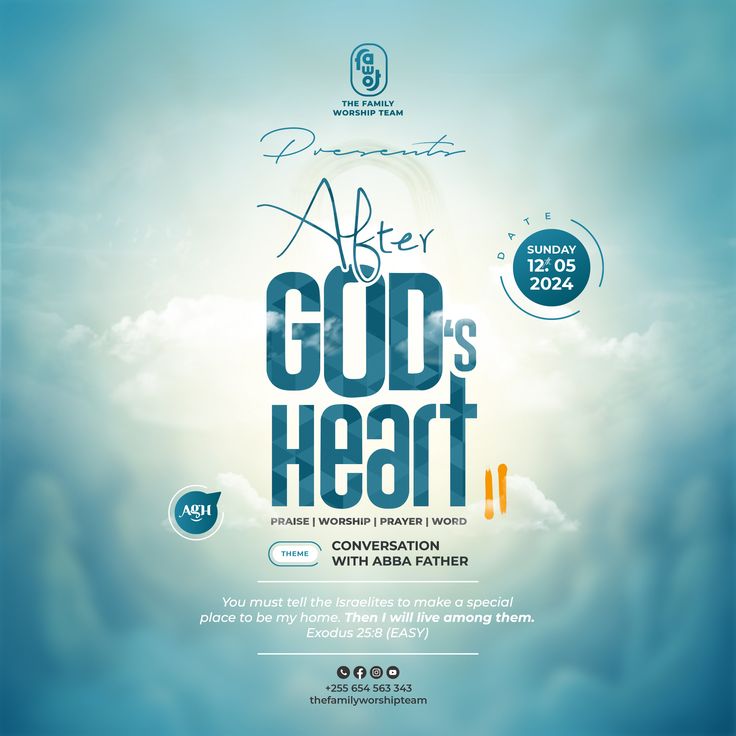 fawot
THE FAMILY
WORSHIP TEAM
Presents
After
GOD's
Heart
II
DATE
SUNDAY
12th. 05
2024
AGH
PRAISE | WORSHIP | PRAYER | WORD
THEME
CONVERSATION
WITH ABBA FATHER
You must tell the Israelites to make a special
place to be my home. Then I will live among them.
Exodus 25:8 (EASY)
+255 654 563 343
thefamilyworshipteam